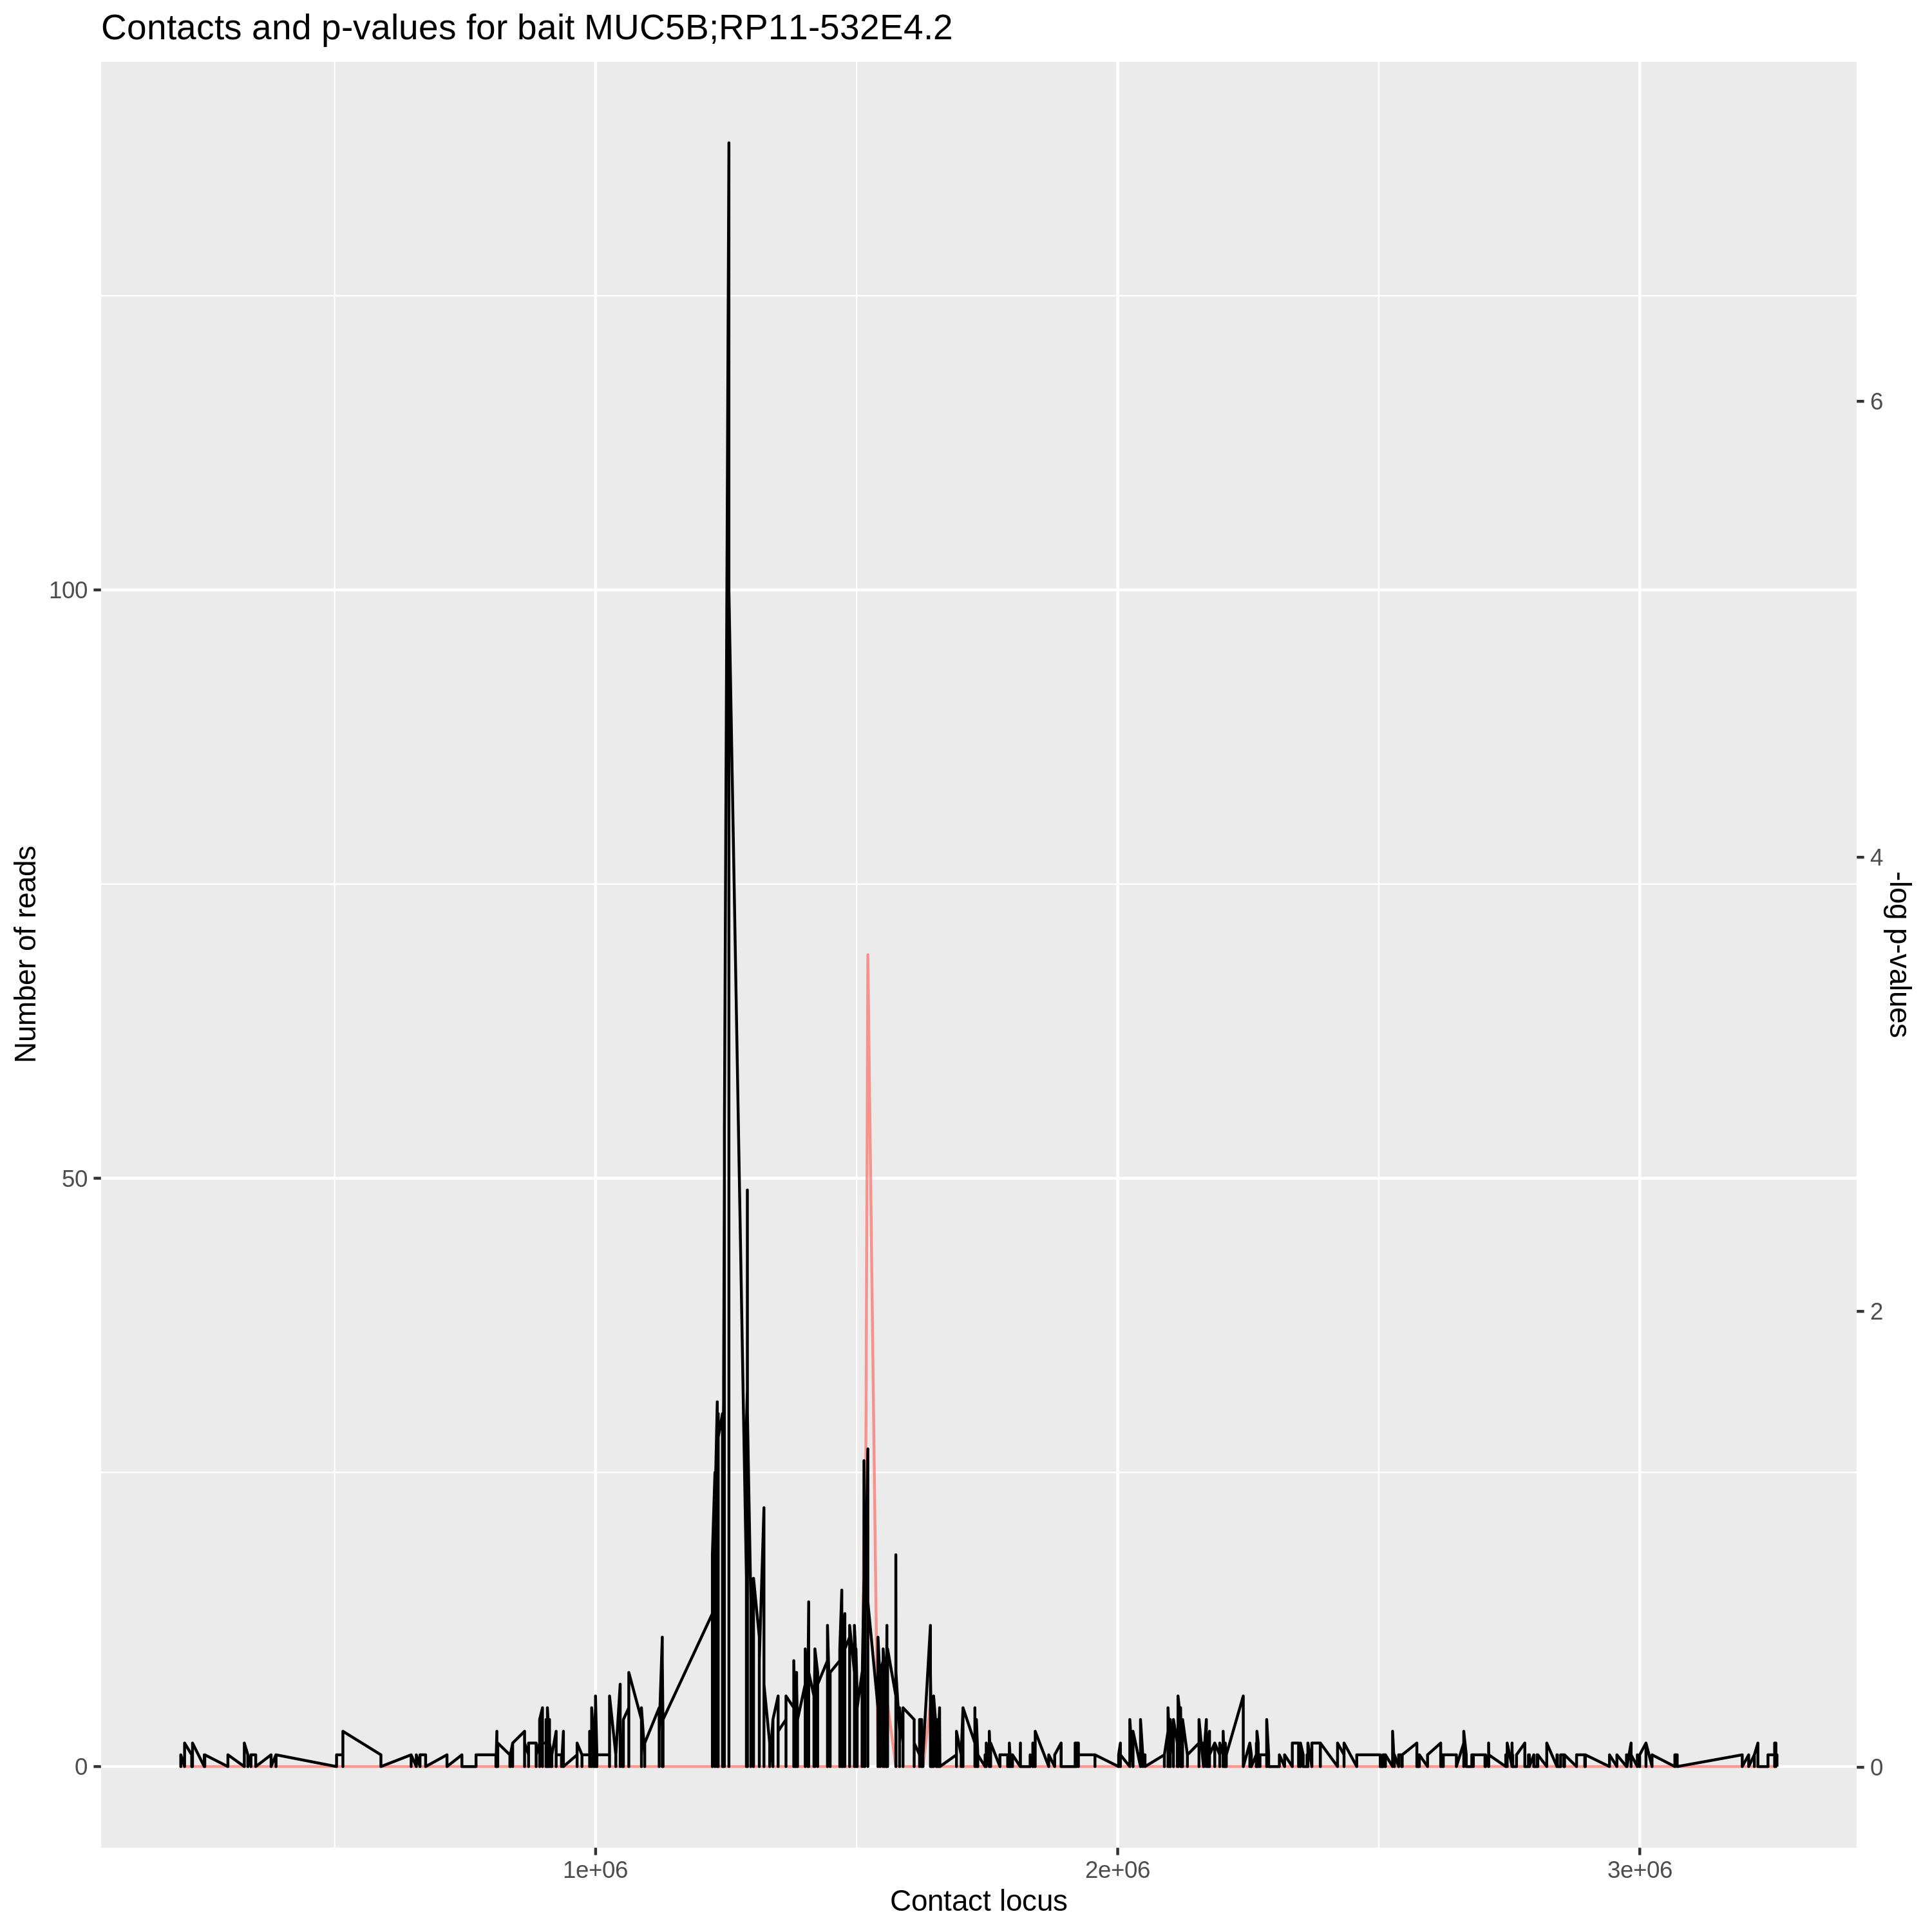 Contacts and p-values for bait MUC5B;RP11-532E4.2
Number of reads
100
50
0
6
4
2
0
-log p-values
1e+06
2e+06
3e+06
Contact locus